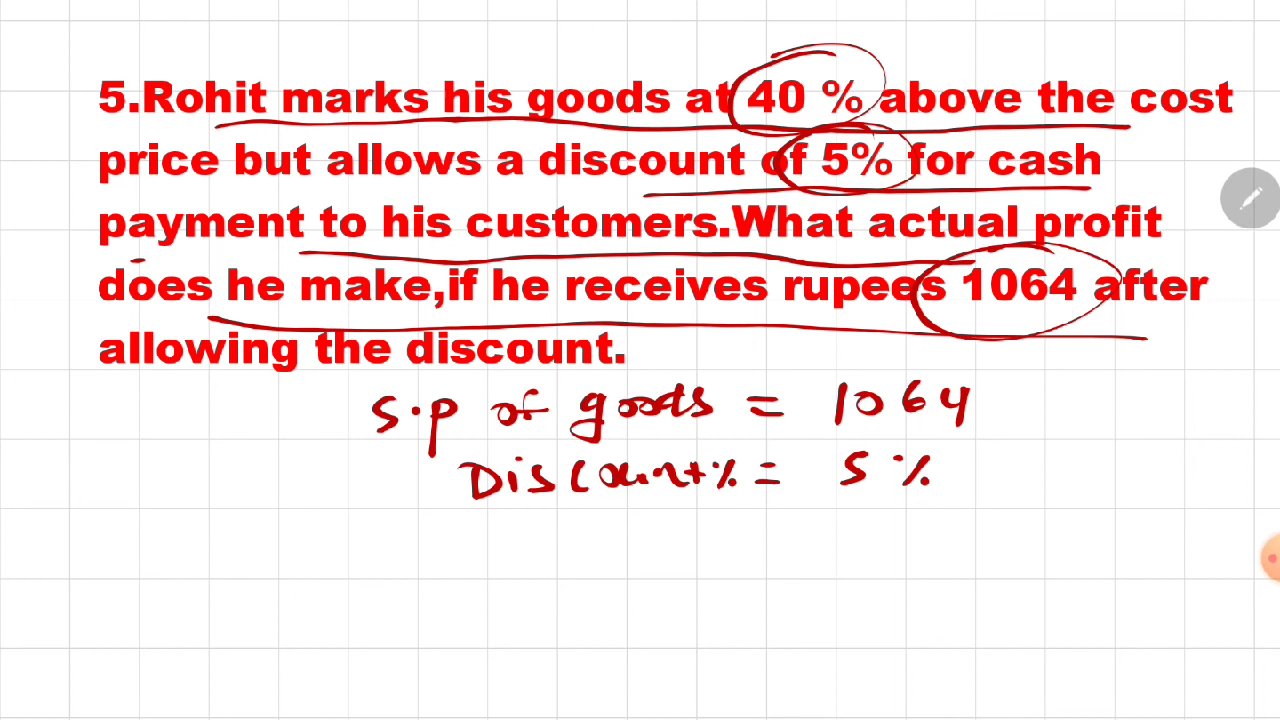 5.Rohit marks his goods at 40 % above the cost
price but allows a discount of 5% for cash
payment to his customers.What actual profit
does he make,if he receives rupees 1064 after
allowing the discount.
S.P of goods = 1064
Discount% = 5 %